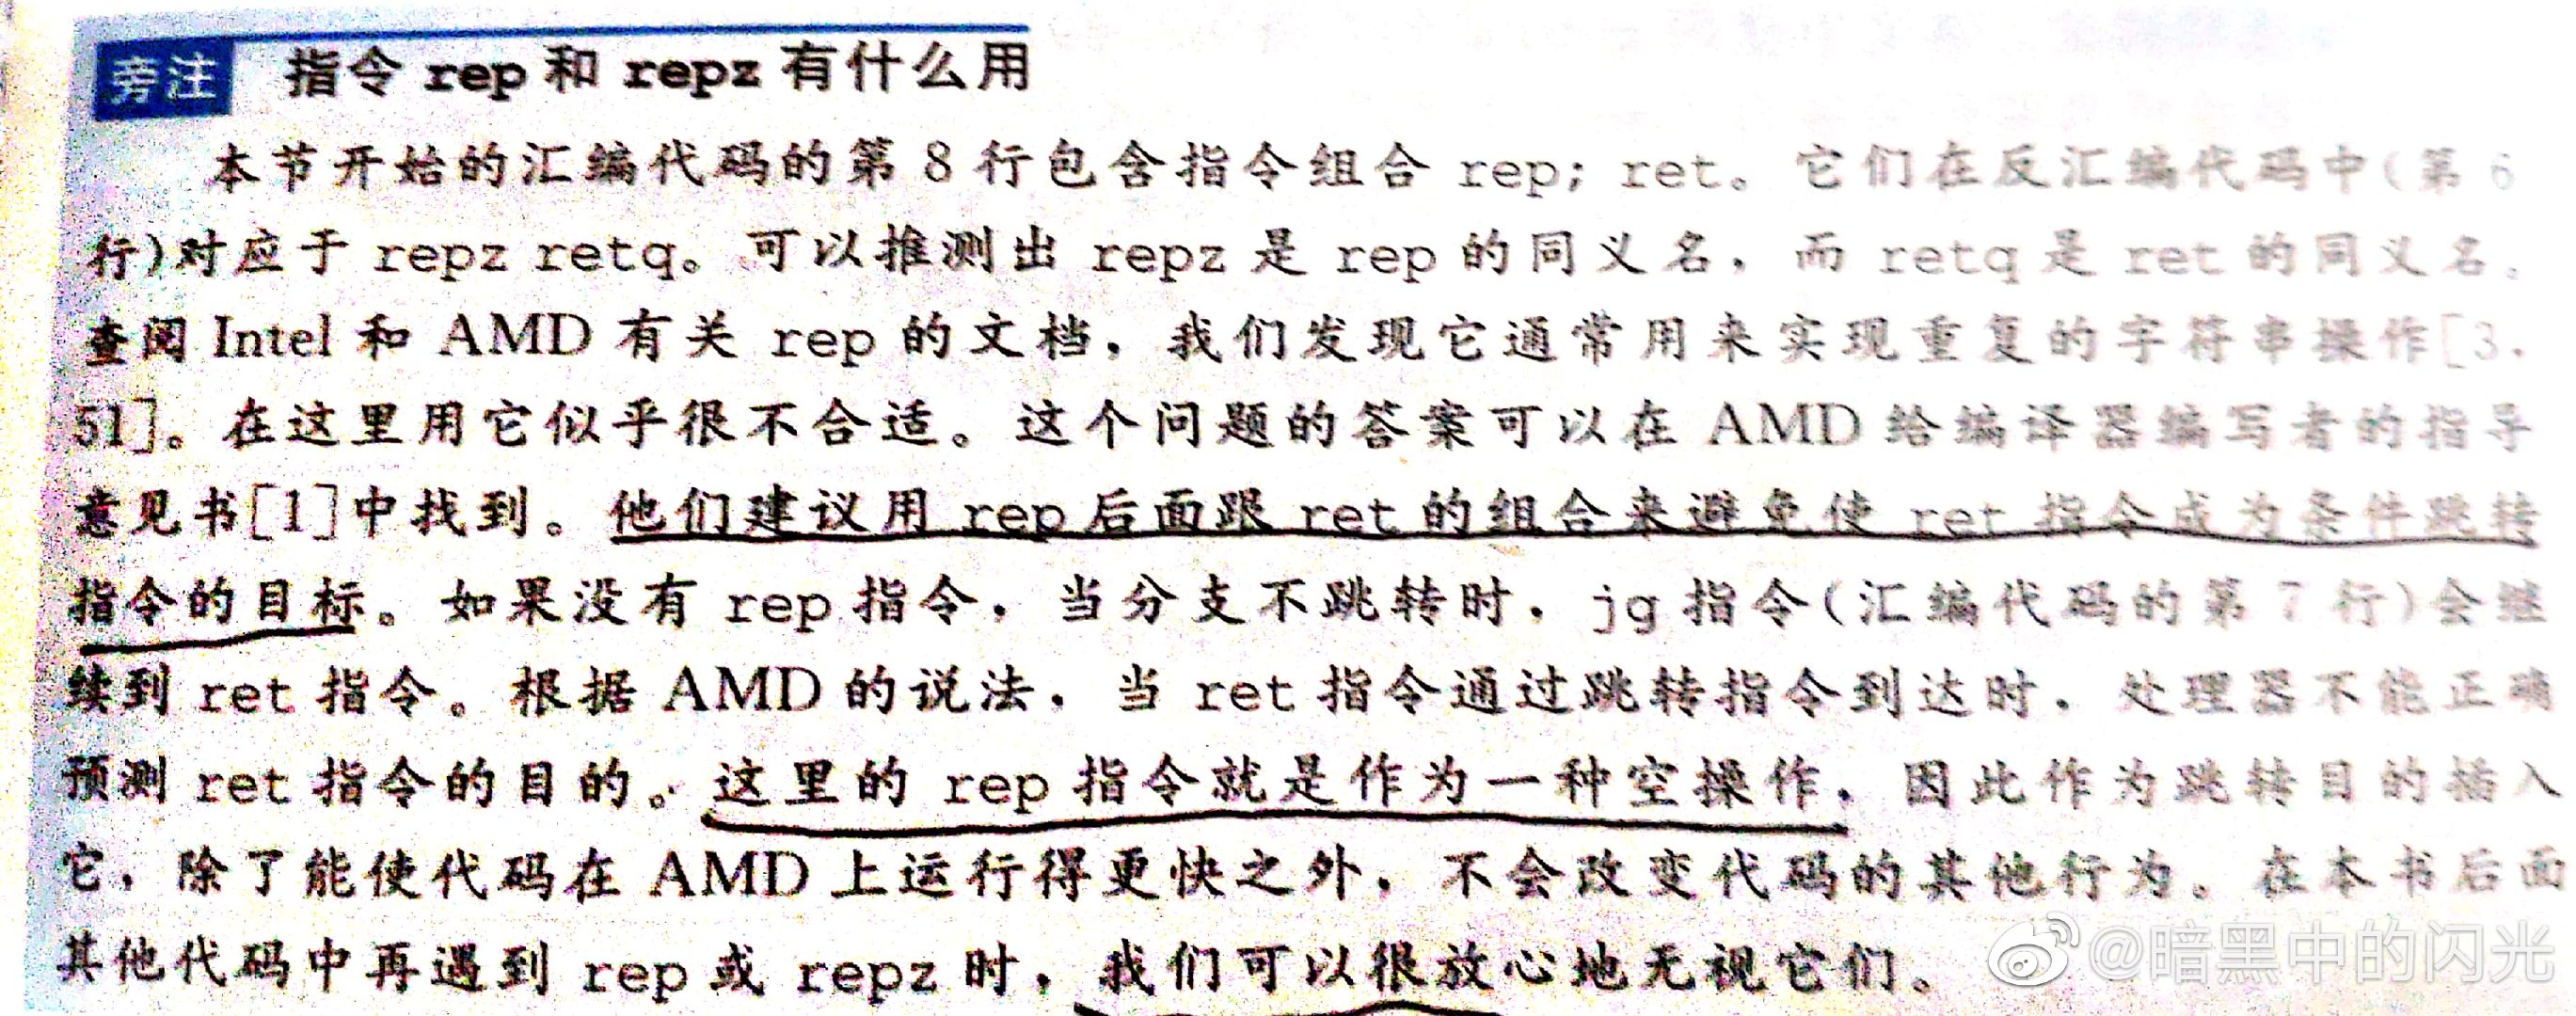 旁注 指令 rep 和 repz 有什么用
本节开始的汇编代码的第 8 行包含指令组合 rep; ret。它们在反汇编代码中(第 6
行)对应于 repz retq。可以推测出 repz 是 rep 的同义名，而 retq 是 ret 的同义名。
查阅 Intel 和 AMD 有关 rep 的文档，我们发现它通常用来实现重复的字符串操作[3，
51]。在这里用它似乎很不合适。这个问题的答案可以在 AMD 给编译器编写者的指导
意见书[1]中找到。他们建议用 rep 后面跟 ret 的组合来避免使 ret 指令成为条件跳转
指令的目标。如果没有 rep 指令，当分支不跳转时，jg 指令(汇编代码的第 7 行)会继
续到 ret 指令。根据 AMD 的说法，当 ret 指令通过跳转指令到达时，处理器不能正确
预测 ret 指令的目的。这里的 rep 指令就是作为一种空操作，因此作为跳转目的插入
它，除了能使代码在 AMD 上运行得更快之外，不会改变代码的其他行为。在本书后面
其他代码中再遇到 rep 或 repz 时，我们可以很放心地无视它们。
@暗黑中的闪光